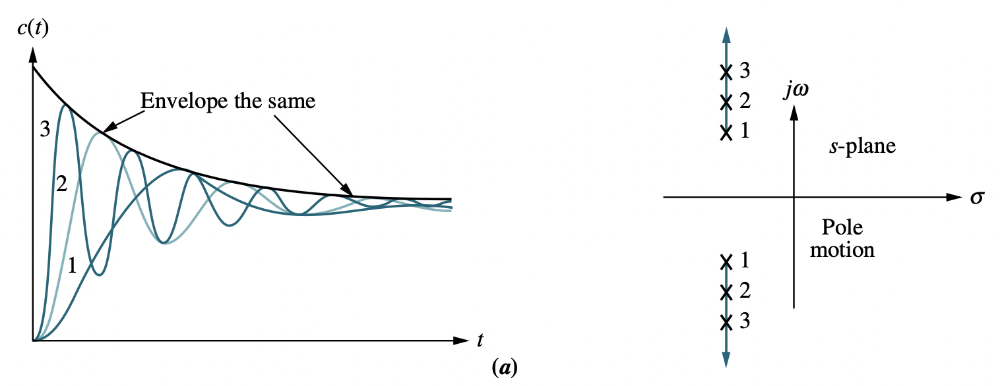 c(t)
Envelope the same
3
2
1
t
3
2
1
jω
s-plane
σ
Pole
motion
1
2
3
(a)